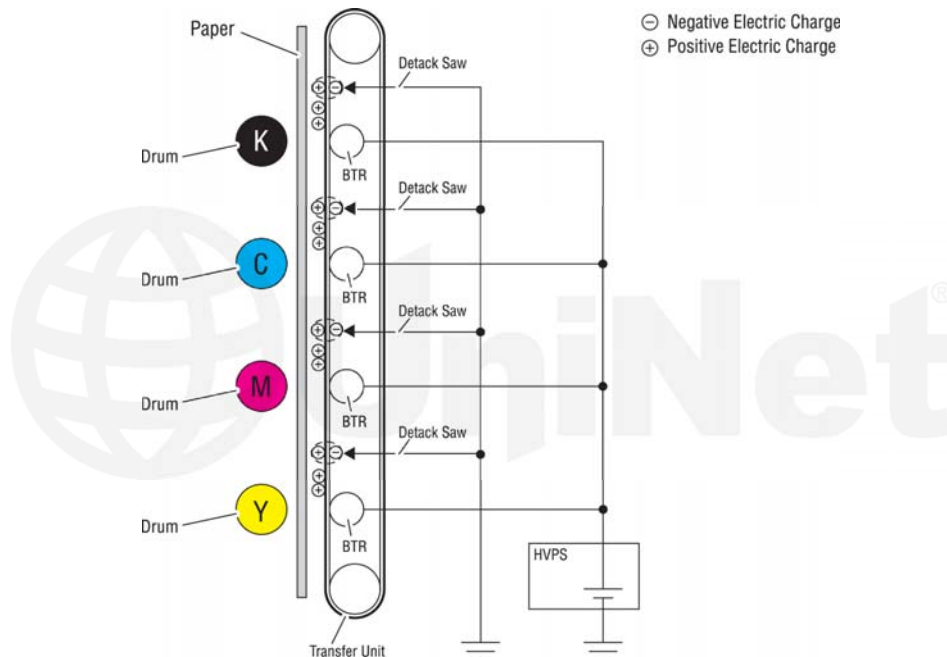 Paper
⊖ Negative Electric Charge
⊕ Positive Electric Charge
Detack Saw
K
Drum
BTR
Detack Saw
C
Drum
BTR
Detack Saw
M
Drum
BTR
Detack Saw
Y
Drum
BTR
HVPS
Transfer Unit
UniNet®